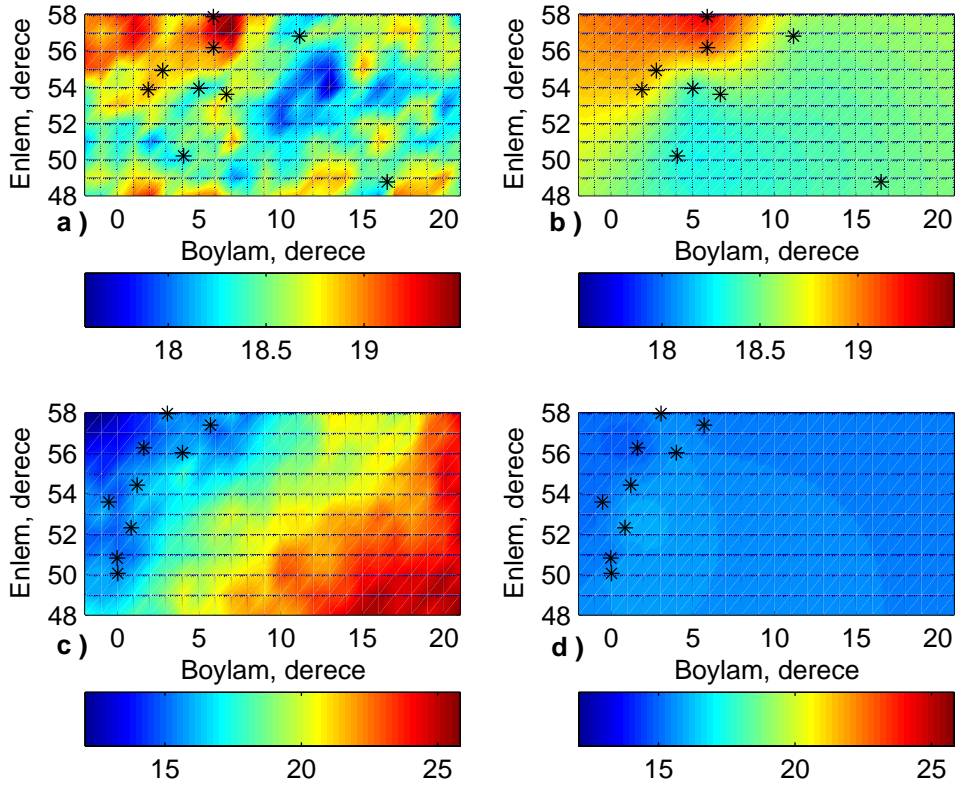 58
56
54
52
50
48
Enlem, derece
0 5 10 15 20
a )
Boylam, derece
18 18.5 19
58
56
54
52
50
48
Enlem, derece
0 5 10 15 20
b )
Boylam, derece
18 18.5 19
58
56
54
52
50
48
Enlem, derece
0 5 10 15 20
c )
Boylam, derece
15 20 25
58
56
54
52
50
48
Enlem, derece
0 5 10 15 20
d )
Boylam, derece
15 20 25